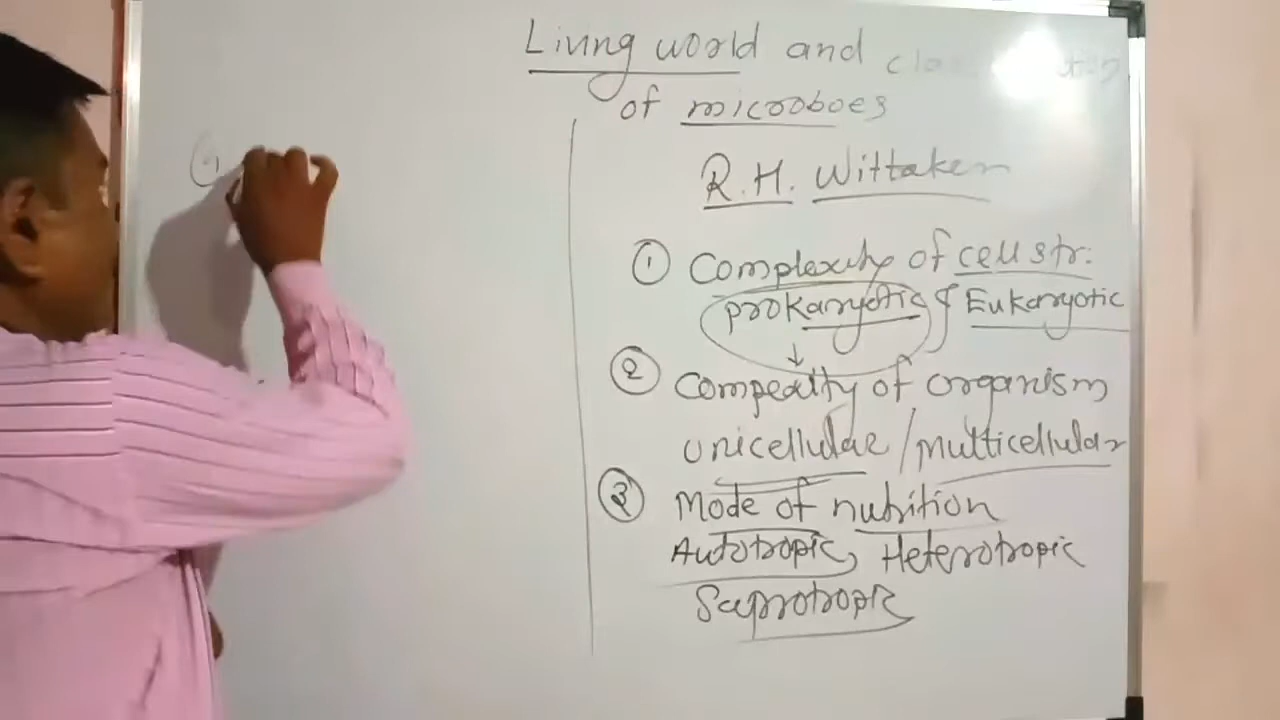 Living world and
of microobes
R.H. Wittaker
① Complexity of cell str.
prokaryotic & Eukaryotic
② Compexity of organism
unicellular / multicellular
③ Mode of nutrition
Autotropic, Heterotropic
Saprotropic